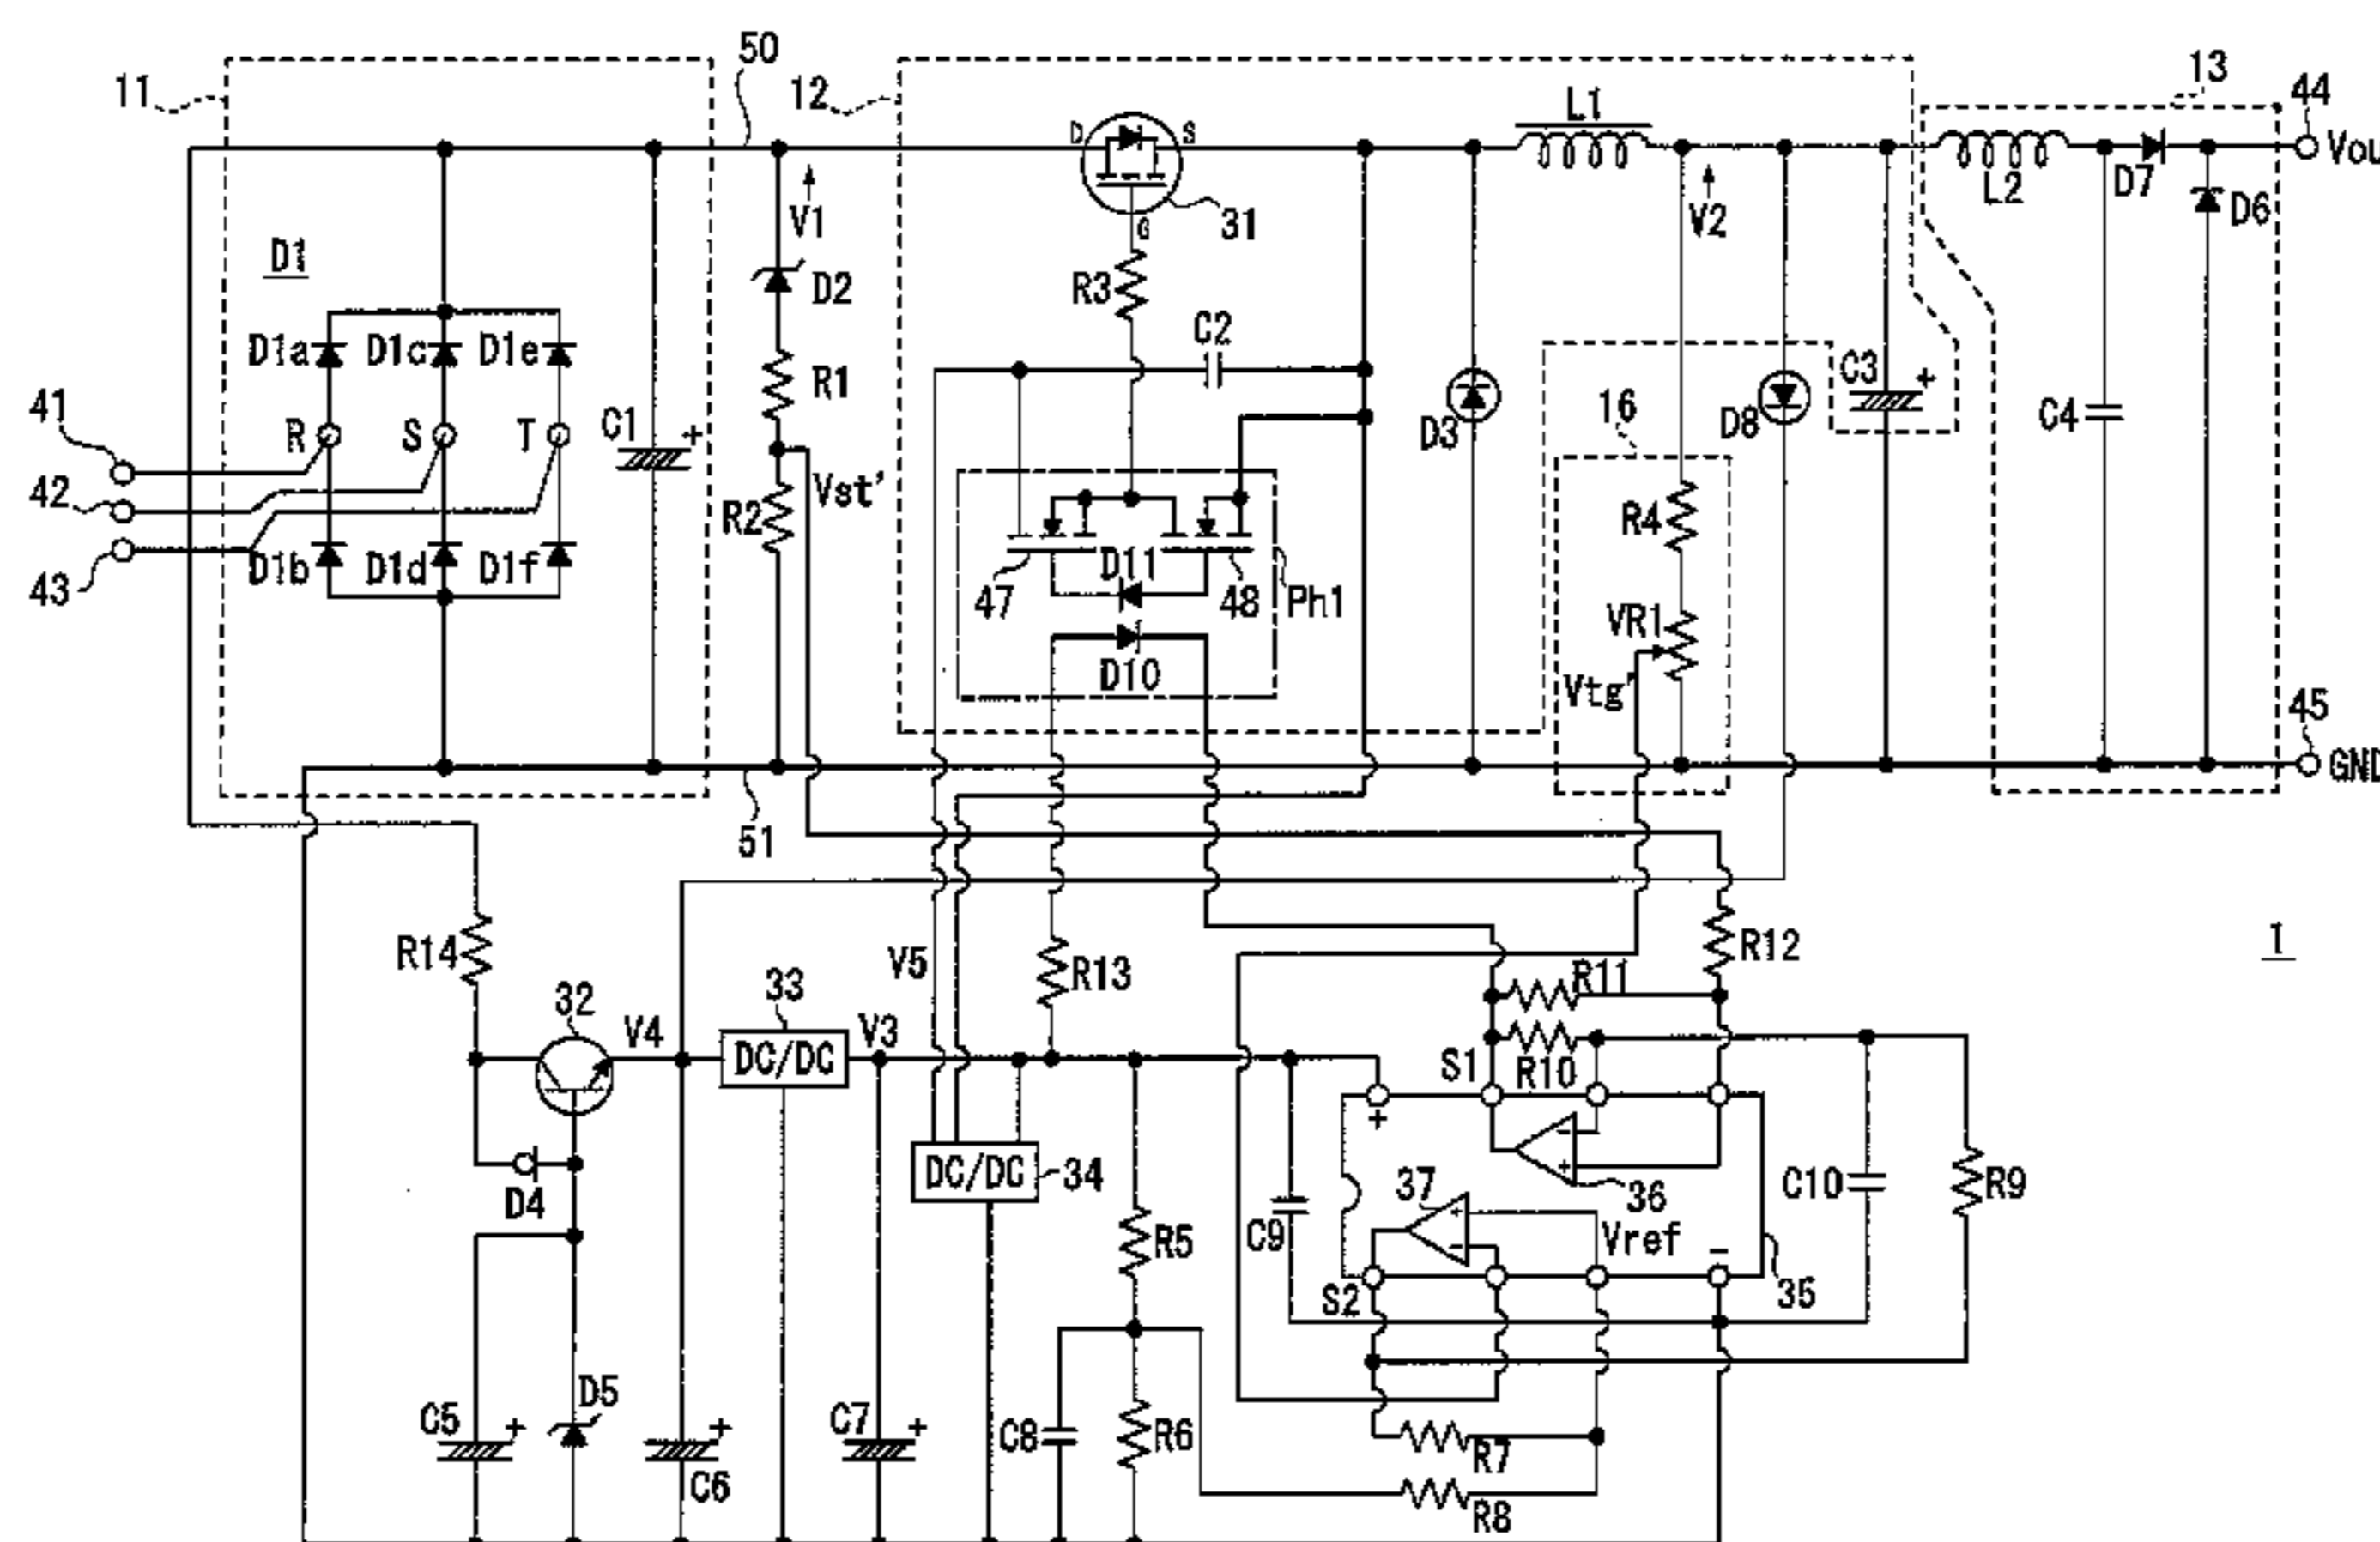 50
11
12
L1
13
44
D
S
Vou
V1
G
31
V2
L2
D7
D6
D1
D2
R3
C2
D1a
D1c
D1e
R1
C3
+
41
R
S
T
C1
+
16
D3
D8
C4
42
Vst'
R2
R4
43
D1b
D1d
D1f
D11
47
48
Ph1
VR1
D10
Vtg'
45
GND
51
R14
V5
R13
R12
1
32
33
R11
V4
DC/DC
V3
S1
R10
+
-
+
D4
DC/DC
34
37
36
C10
R9
+
-
C9
R5
Vref
-
S2
35
D5
C5
+
+
C7
+
C8
R6
R7
C6
R8